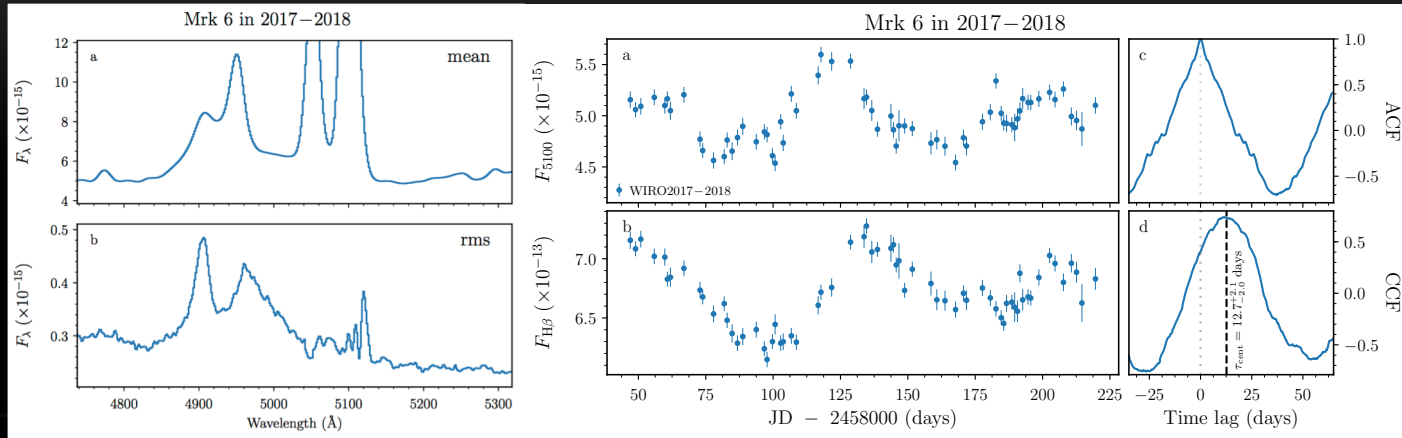 Mrk 6 in 2017−2018
a
mean
F_λ (×10^−15)
12
10
8
6
4
b
rms
F_λ (×10^−15)
0.5
0.4
0.3
4800 4900 5000 5100 5200 5300
Wavelength (Å)
Mrk 6 in 2017−2018
a
F_5100 (×10^−15)
5.5
5.0
4.5
WIRO2017−2018
c
1.0
0.5
0.0
−0.5
ACF
b
F_Hβ (×10^−13)
7.0
6.5
50 75 100 125 150 175 200 225
JD − 2458000 (days)
d
τ_cent = 12.7^+2.1_−2.0 days
0.5
0.0
−0.5
CCF
−25 0 25 50
Time lag (days)